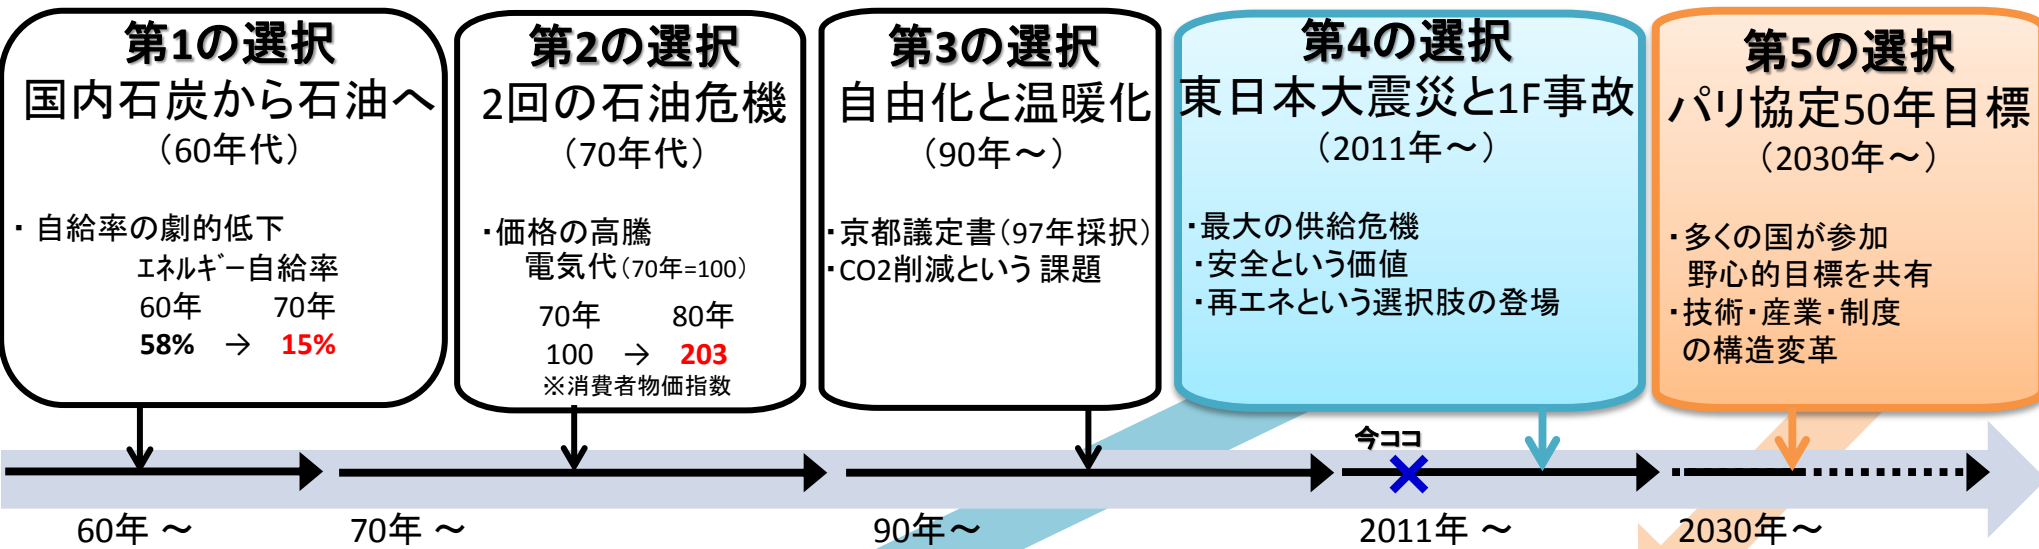 第1の選択
国内石炭から石油へ
（60年代）
・ 自給率の劇的低下
ｴﾈﾙｷﾞｰ自給率
60年 70年
58% → 15%
第2の選択
2回の石油危機
（70年代）
・価格の高騰
電気代（70年=100）
70年 80年
100 → 203
※消費者物価指数
第3の選択
自由化と温暖化
（90年～）
・京都議定書（97年採択）
・CO2削減という 課題
第4の選択
東日本大震災と1F事故
（2011年～）
・最大の供給危機
・安全という価値
・再エネという選択肢の登場
第5の選択
パリ協定50年目標
（2030年～）
・多くの国が参加
野心的目標を共有
・技術・産業・制度
の構造変革
今ココ
60年 ～
70年 ～
90年～
2011年 ～
2030年～